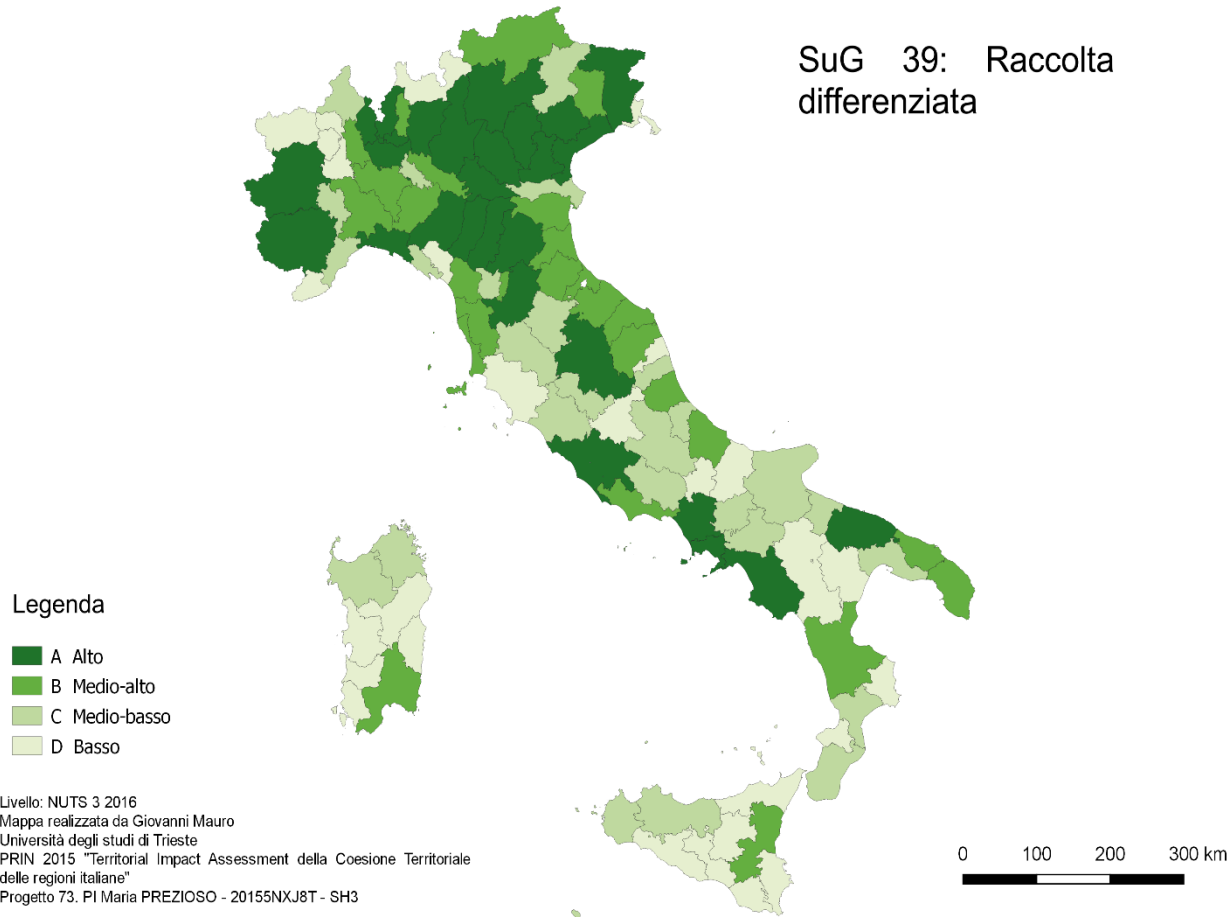 SuG 39: Raccolta
differenziata
Legenda
A Alto
B Medio-alto
C Medio-basso
D Basso
Livello: NUTS 3 2016
Mappa realizzata da Giovanni Mauro
Università degli studi di Trieste
PRIN 2015 "Territorial Impact Assessment della Coesione Territoriale
delle regioni italiane"
Progetto 73. PI Maria PREZIOSO - 20155NXJ8T - SH3
0 100 200 300 km